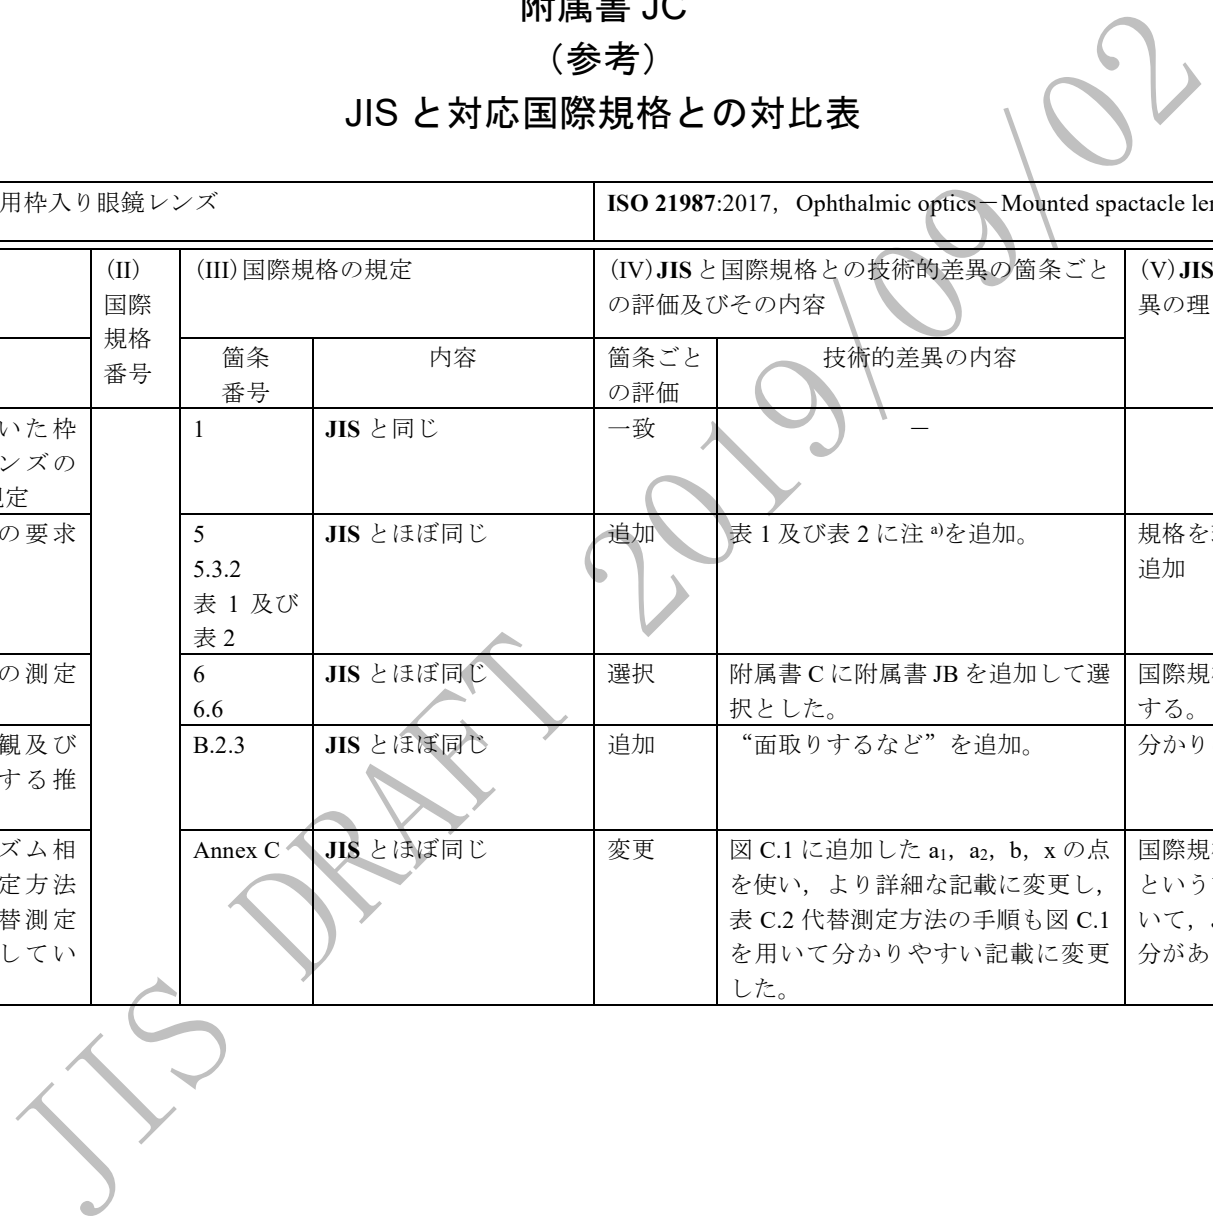 附属書 JC
（参考）
JIS と対応国際規格との対比表
用枠入り眼鏡レンズ
ISO 21987:2017，Ophthalmic optics－Mounted spactacle le
(II)
国際
規格
番号
(III)国際規格の規定
(IV)JIS と国際規格との技術的差異の箇条ごと
の評価及びその内容
(V)JIS
異の理
箇条
番号
内容
箇条ごと
の評価
技術的差異の内容
いた枠
ンズの
定
1
JIS と同じ
一致
－
の要求
5
5.3.2
表 1 及び
表 2
JIS とほぼ同じ
追加
表 1 及び表 2 に注 a)を追加。
規格を
追加
の測定
6
6.6
JIS とほぼ同じ
選択
附属書 C に附属書 JB を追加して選
択とした。
国際規
する。
観及び
する推
B.2.3
JIS とほぼ同じ
追加
“面取りするなど”を追加。
分かり
ズム相
定方法
替測定
してい
Annex C
JIS とほぼ同じ
変更
図 C.1 に追加した a1，a2，b，x の点
を使い，より詳細な記載に変更し，
表 C.2 代替測定方法の手順も図 C.1
を用いて分かりやすい記載に変更
した。
国際規
という
いて，
分があ
JIS DRAFT 2019/09/02